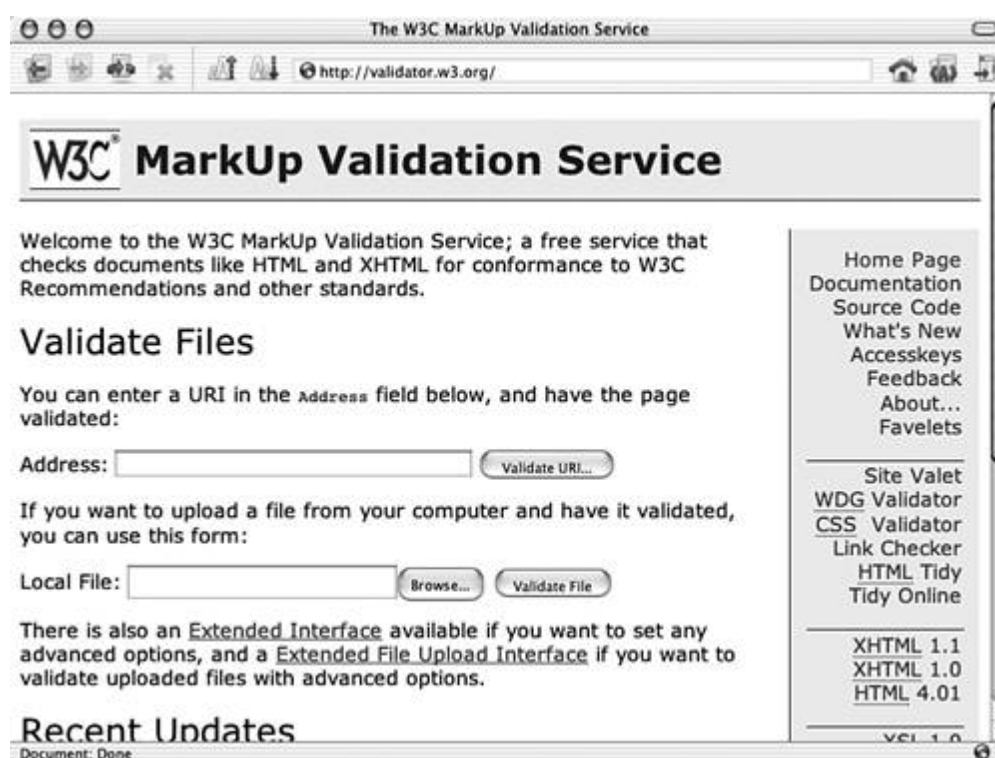 The W3C MarkUp Validation Service
http://validator.w3.org/
W3C® MarkUp Validation Service
Welcome to the W3C MarkUp Validation Service; a free service that
checks documents like HTML and XHTML for conformance to W3C
Recommendations and other standards.
Validate Files
You can enter a URI in the Address field below, and have the page
validated:
Address: Validate URI...
If you want to upload a file from your computer and have it validated,
you can use this form:
Local File: Browse... Validate File
There is also an Extended Interface available if you want to set any
advanced options, and a Extended File Upload Interface if you want to
validate uploaded files with advanced options.
Recent Updates
Home Page
Documentation
Source Code
What's New
Accesskeys
Feedback
About...
Favelets
Site Valet
WDG Validator
CSS Validator
Link Checker
HTML Tidy
Tidy Online
XHTML 1.1
XHTML 1.0
HTML 4.01
XSL 1.0
Document: Done